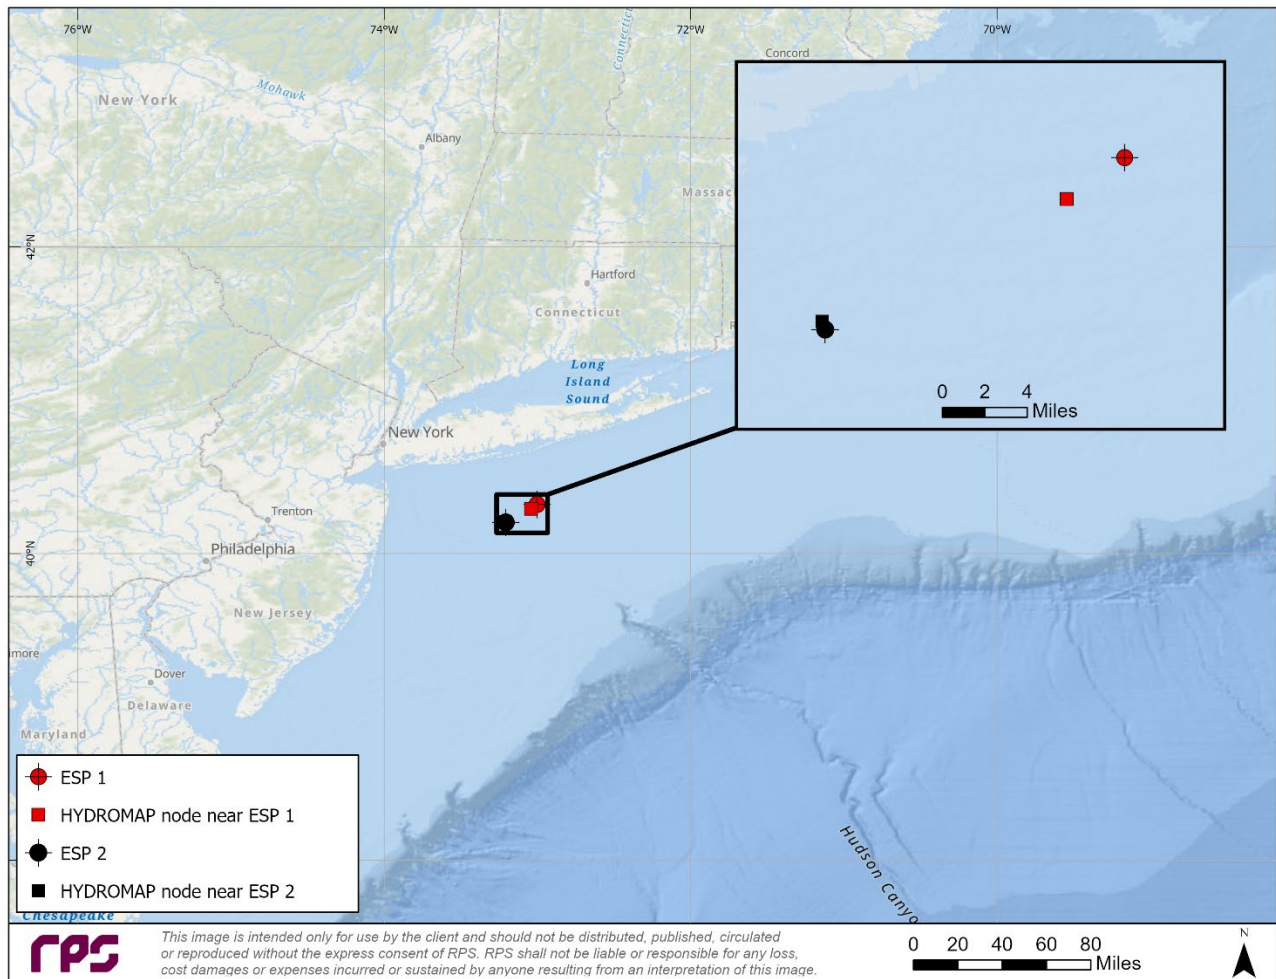 76°W
74°W
72°W
70°W
Concord
Connecticut
New York
Mohawk
Albany
Massac
42°N
Hartford
Connecticut
R
Long
Island
Sound
New York
0 2 4
Miles
Trenton
40°N
Philadelphia
New Jersey
more
Dover
Delaware
Maryland
ESP 1
HYDROMAP node near ESP 1
ESP 2
HYDROMAP node near ESP 2
Chesapeake
Hudson Canyo
rps
This image is intended only for use by the client and should not be distributed, published, circulated
or reproduced without the express consent of RPS. RPS shall not be liable or responsible for any loss,
cost damages or expenses incurred or sustained by anyone resulting from an interpretation of this image.
0 20 40 60 80
Miles
N